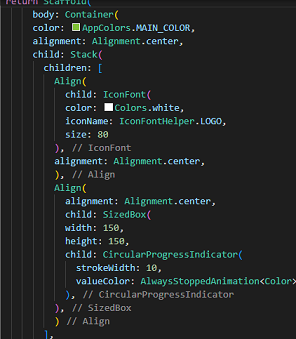 return Scaffold(
body: Container(
color: AppColors.MAIN_COLOR,
alignment: Alignment.center,
child: Stack(
children: [
Align(
child: IconFont(
color: Colors.white,
iconName: IconFontHelper.LOGO,
size: 80
), // IconFont
alignment: Alignment.center,
), // Align
Align(
alignment: Alignment.center,
child: SizedBox(
width: 150,
height: 150,
child: CircularProgressIndicator(
strokeWidth: 10,
valueColor: AlwaysStoppedAnimation<Color>
), // CircularProgressIndicator
), // SizedBox
) // Align
],